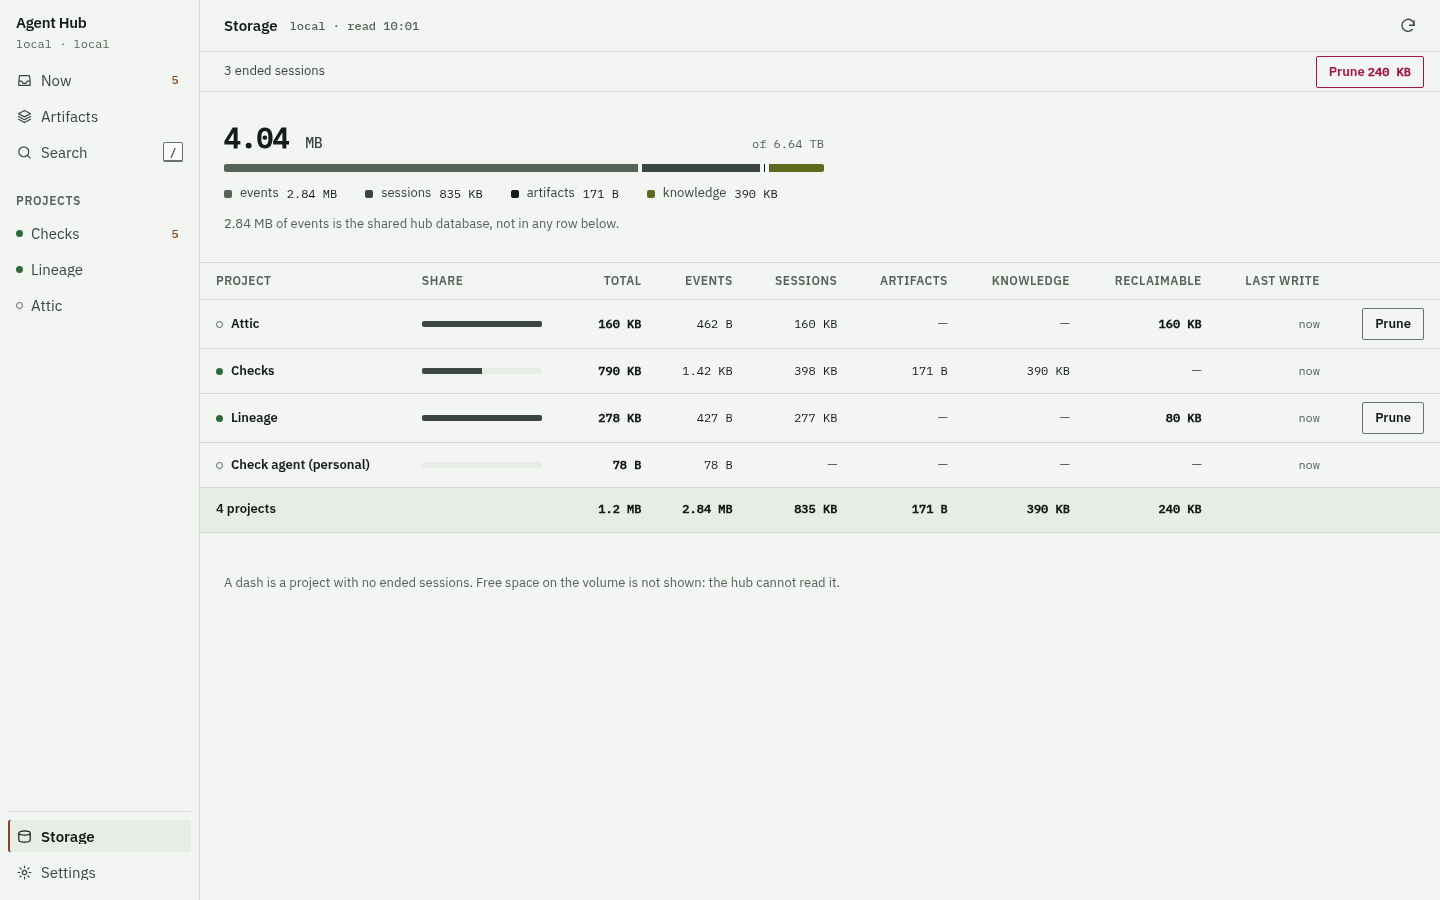 Agent Hub
local · local
Now 5
Artifacts
Search /
PROJECTS
Checks 5
Lineage
Attic
Storage
Settings
Storage local · read 10:01
3 ended sessions Prune 240 KB
4.04 MB of 6.64 TB
events 2.84 MB sessions 835 KB artifacts 171 B knowledge 390 KB
2.84 MB of events is the shared hub database, not in any row below.
PROJECT SHARE TOTAL EVENTS SESSIONS ARTIFACTS KNOWLEDGE RECLAIMABLE LAST WRITE
Attic 160 KB 462 B 160 KB — — 160 KB now Prune
Checks 790 KB 1.42 KB 398 KB 171 B 390 KB — now
Lineage 278 KB 427 B 277 KB — — 80 KB now Prune
Check agent (personal) 78 B 78 B — — — — now
4 projects 1.2 MB 2.84 MB 835 KB 171 B 390 KB 240 KB
A dash is a project with no ended sessions. Free space on the volume is not shown: the hub cannot read it.